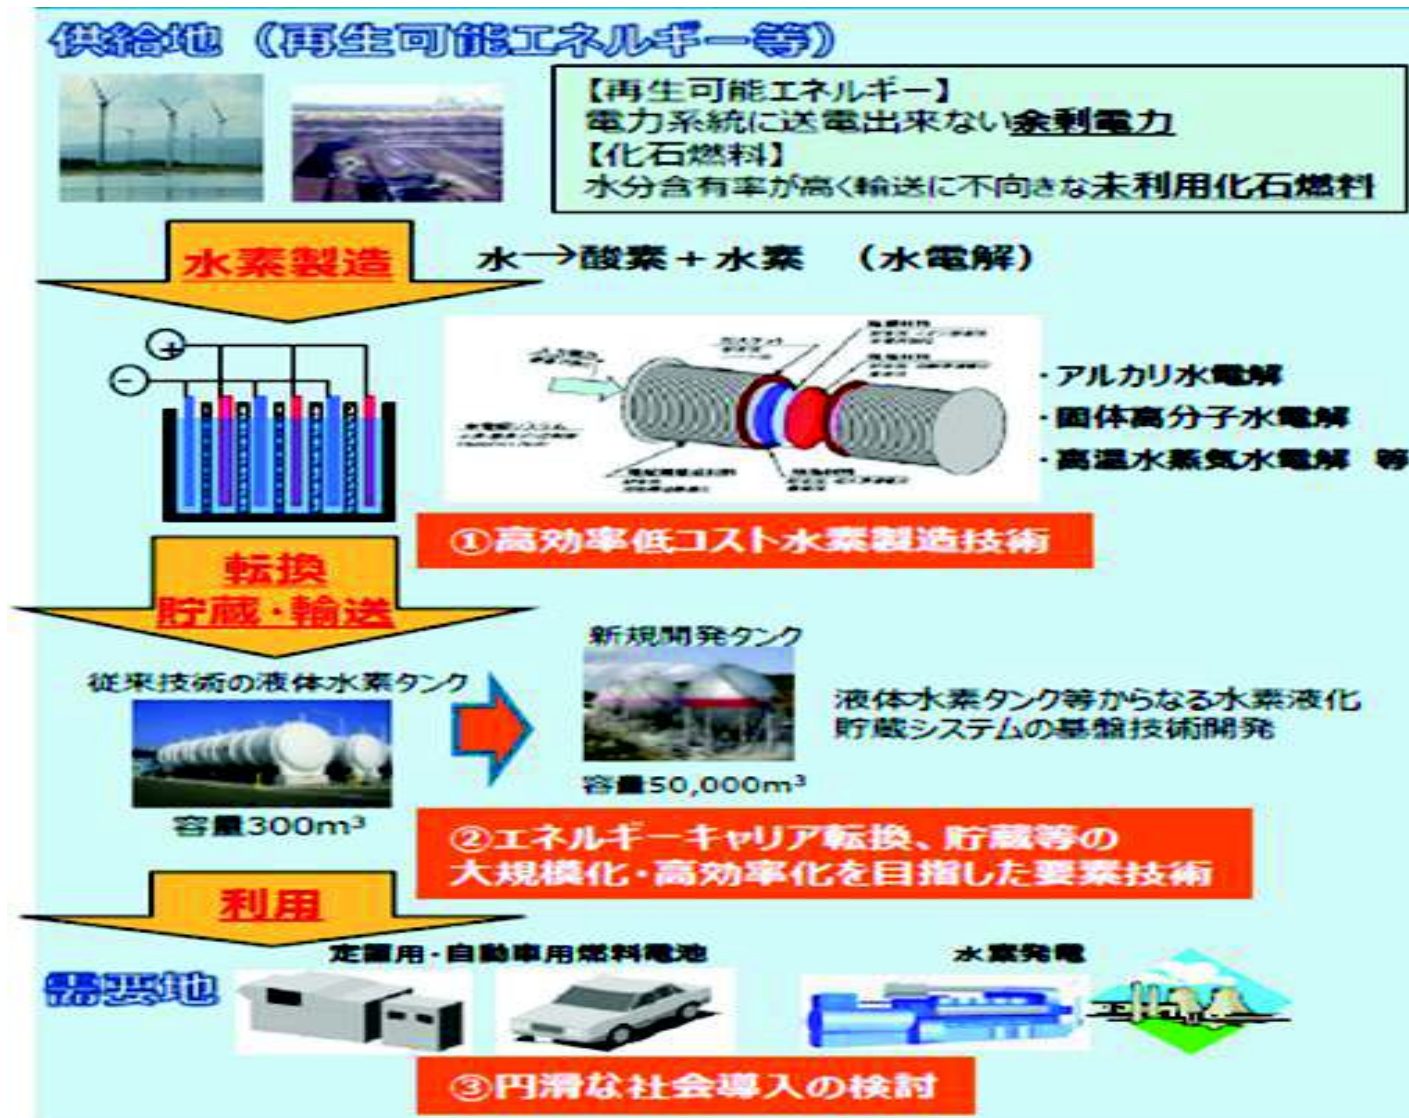 供給地（再生可能エネルギー等）
【再生可能エネルギー】
電力系統に送電出来ない余剰電力
【化石燃料】
水分含有率が高く輸送に不向きな未利用化石燃料
水素製造
水→酸素＋水素　（水電解）
＋
－
・アルカリ水電解
・固体高分子水電解
・高温水蒸気水電解　等
①高効率低コスト水素製造技術
転換
貯蔵・輸送
従来技術の液体水素タンク
容量300m³
新規開発タンク
容量50,000m³
液体水素タンク等からなる水素液化
貯蔵システムの基盤技術開発
②エネルギーキャリア転換、貯蔵等の
大規模化・高効率化を目指した要素技術
利用
需要地
定置用・自動車用燃料電池
水素発電
③円滑な社会導入の検討